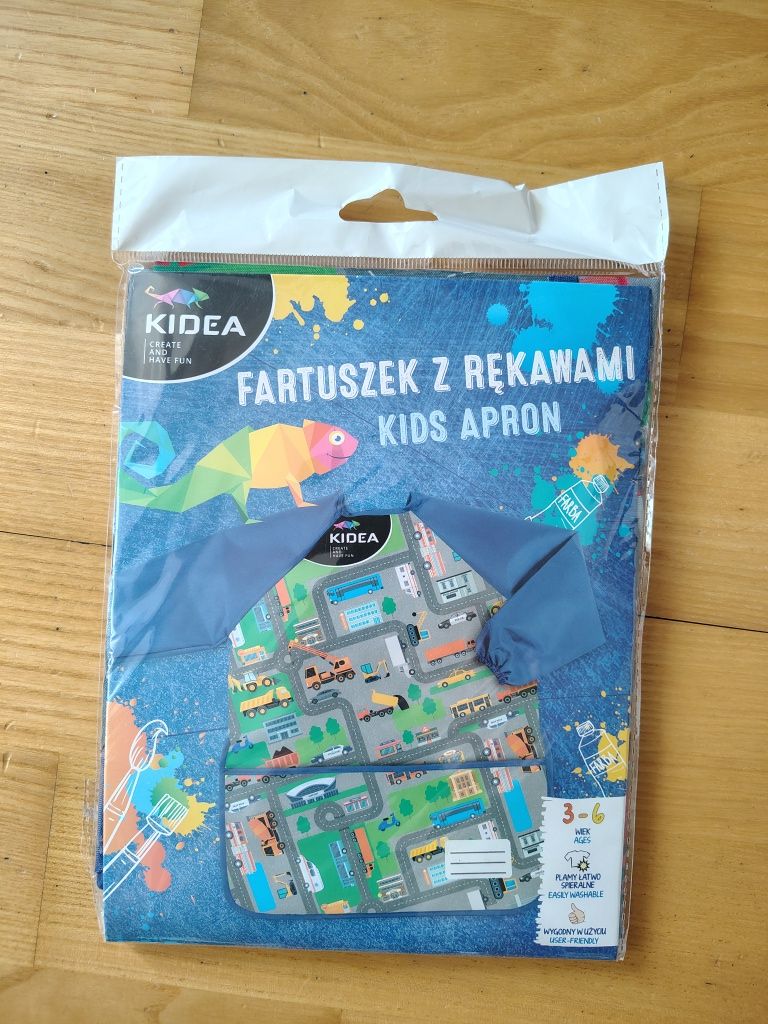 KIDEA
CREATE
AND
HAVE FUN
FARTUSZEK Z RĘKAWAMI
KIDS APRON
FARBA
KIDEA
CREATE
AND
HAVE FUN
FARBA
3-6
WIEK
AGES
PLAMY ŁATWO
SPIERALNE
EASILY WASHABLE
WYGODNY W UŻYCIU
USER-FRIENDLY